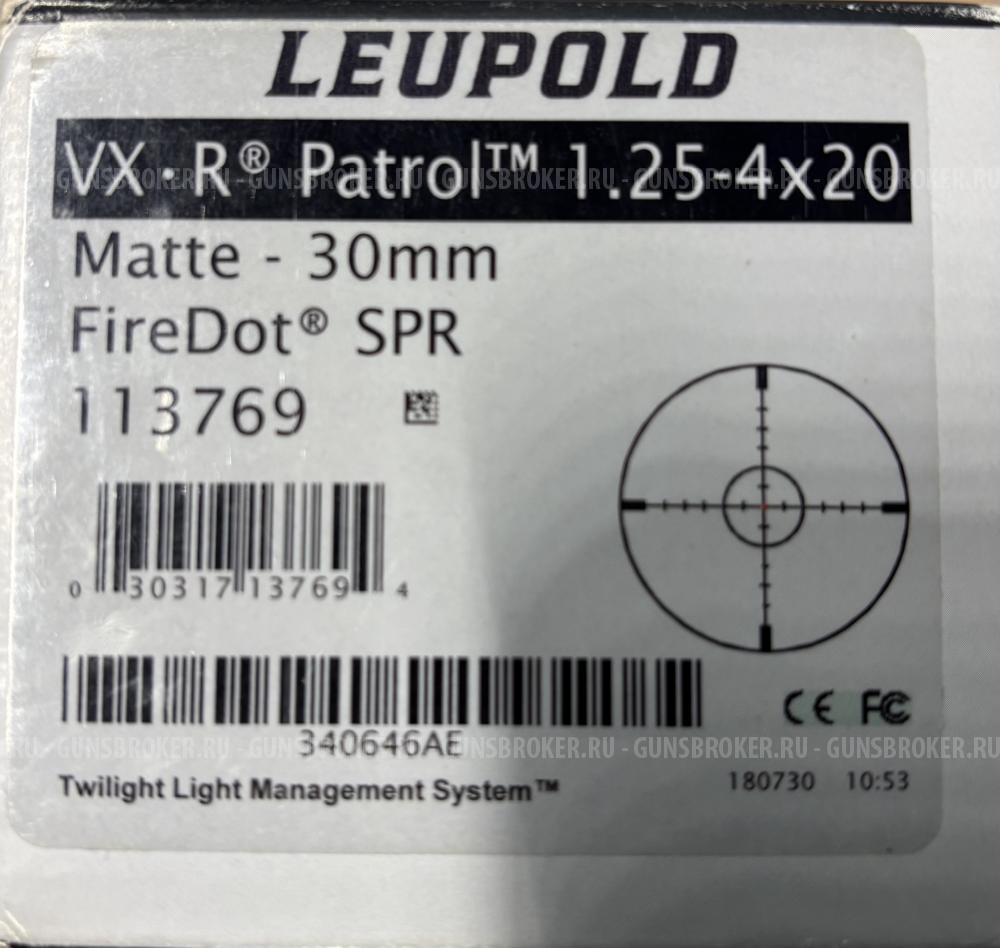 LEUPOLD
VX·R® Patrol™ 1.25-4x20
GUNSBROKER.RU - GUNSBROKER.RU - GUNSBROKER.RU - GUNSBROKER.RU
Matte - 30mm
FireDot® SPR
113769
0 30317 13769 4
340646AE
CE FC
RU - GUNSBROKER.RU - GUNSBROKER.RU - GUNSBROKER.RU - GUNSBROKER.RU - GUNSBROKER.RU
Twilight Light Management System™
180730 10:53